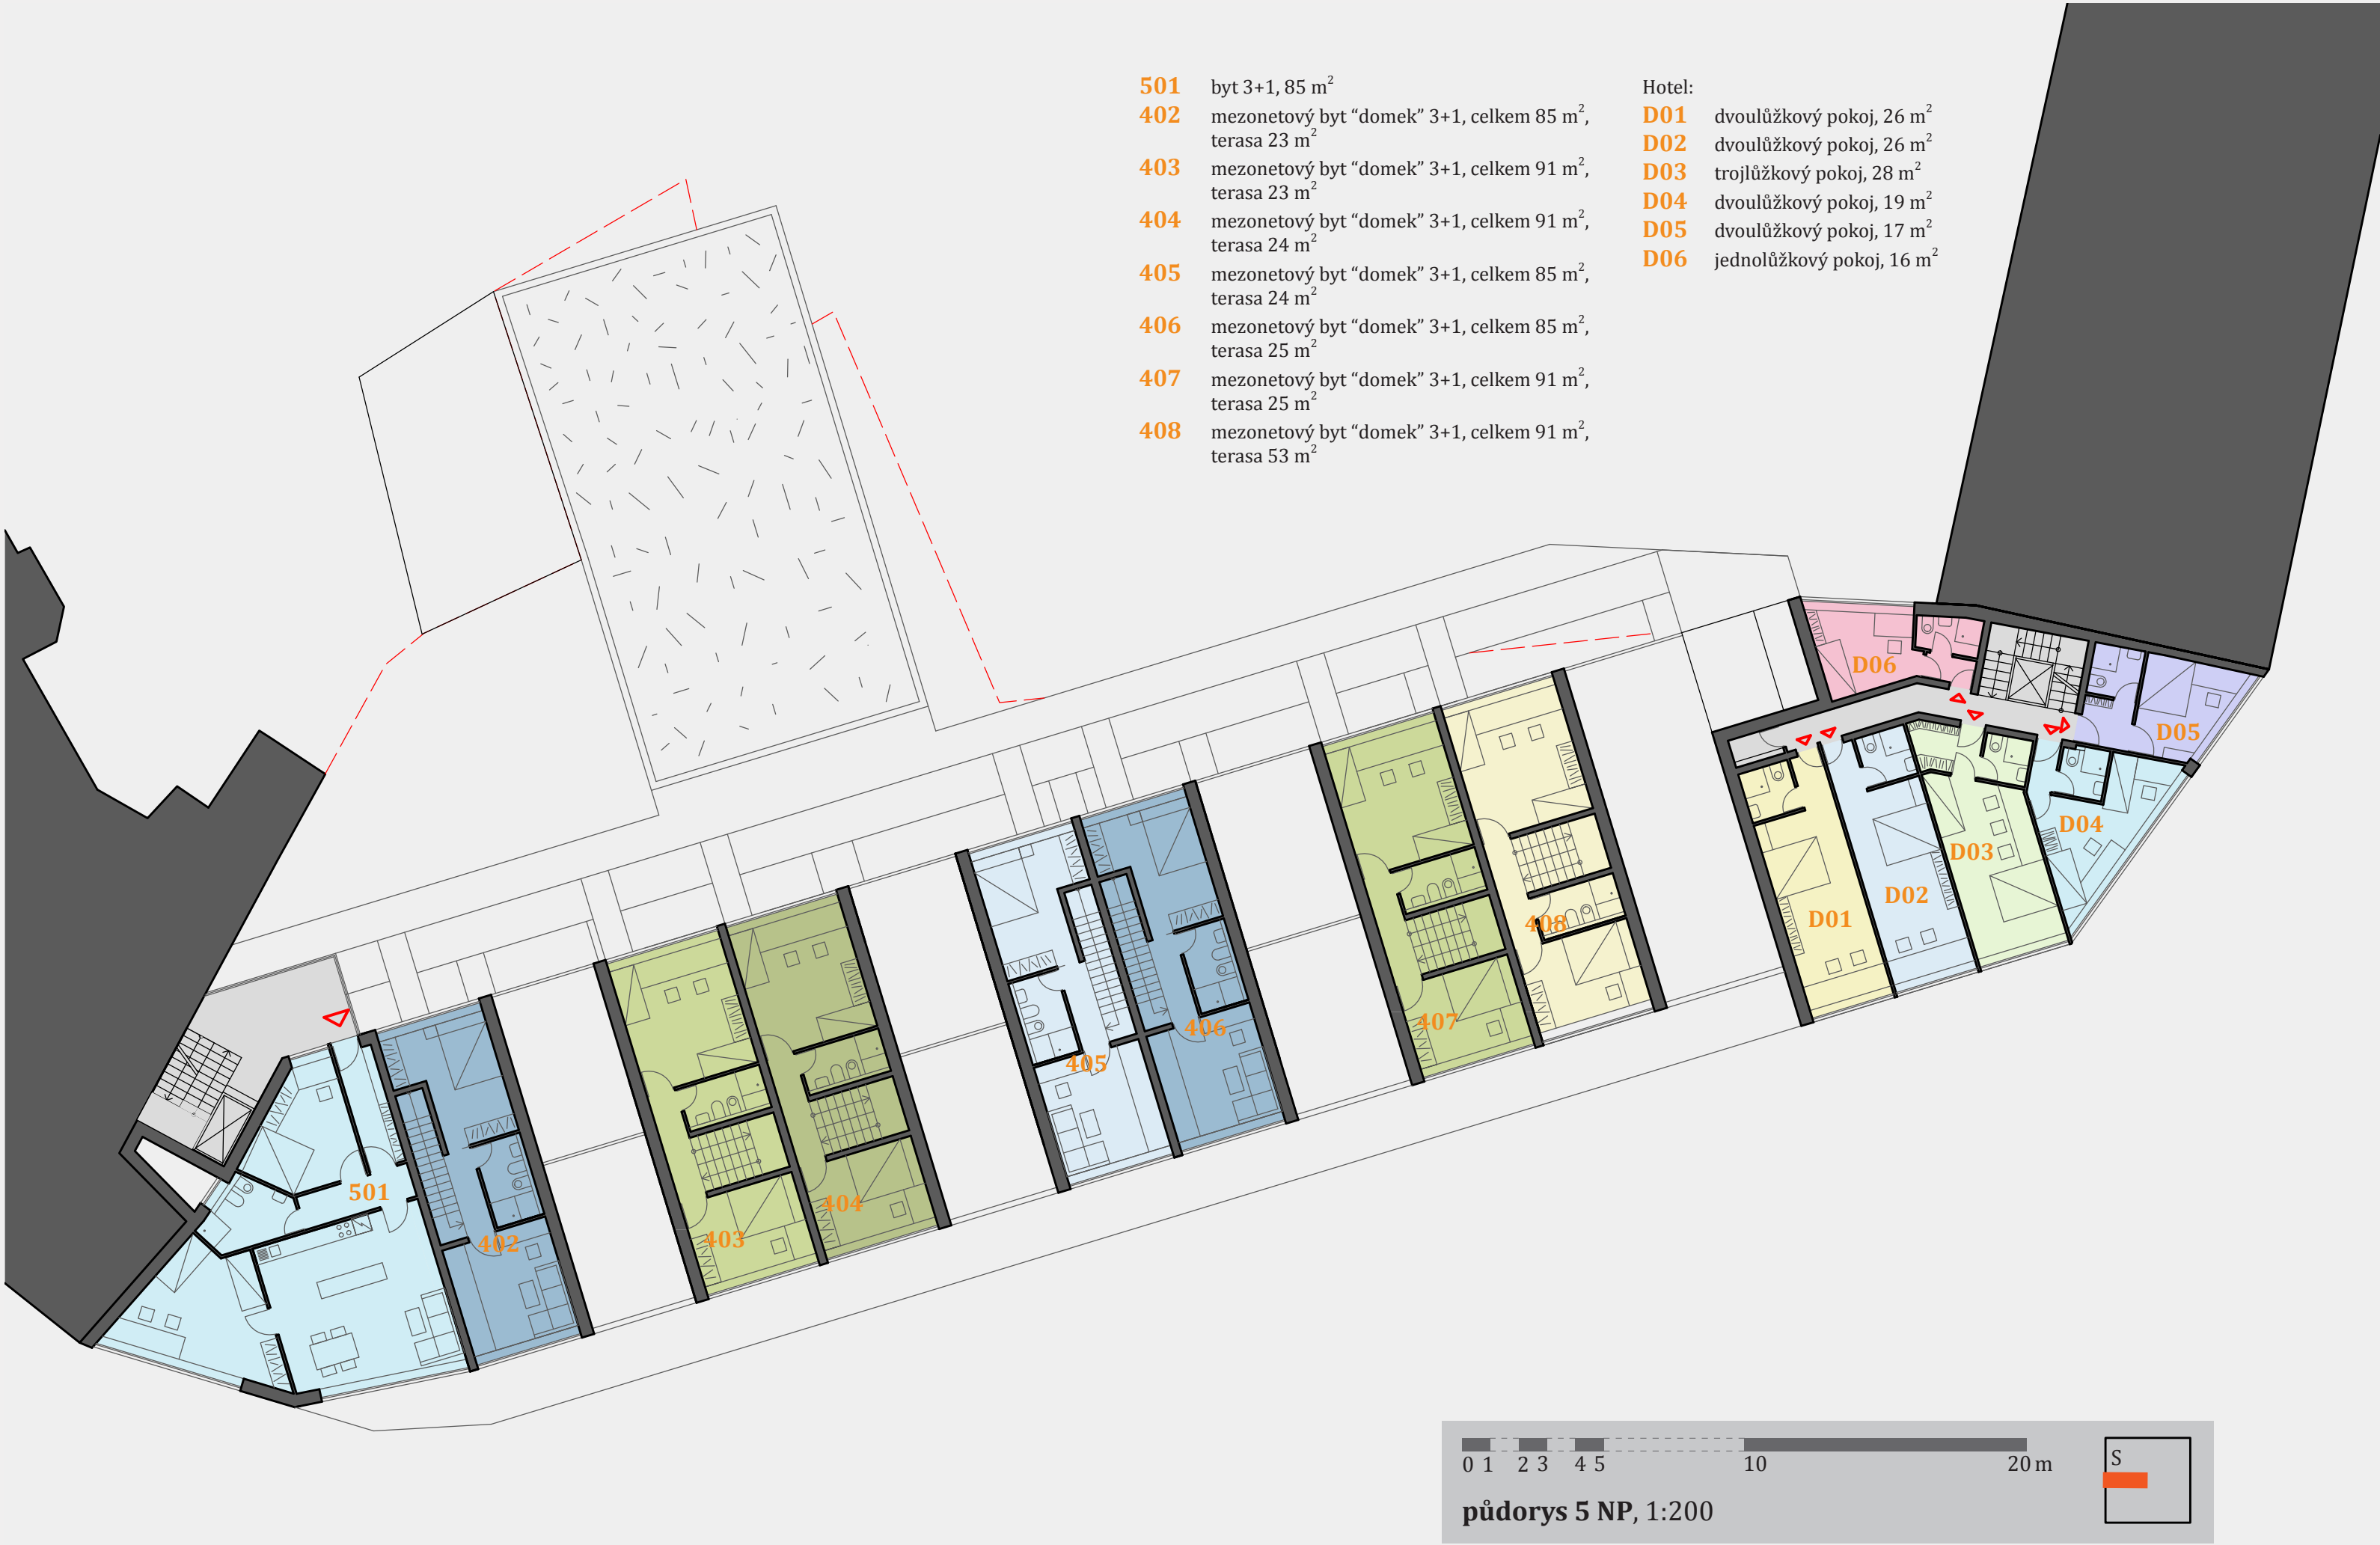 501 byt 3+1, 85 m²
402 mezonetový byt “domek” 3+1, celkem 85 m²,
terasa 23 m²
403 mezonetový byt “domek” 3+1, celkem 91 m²,
terasa 23 m²
404 mezonetový byt “domek” 3+1, celkem 91 m²,
terasa 24 m²
405 mezonetový byt “domek” 3+1, celkem 85 m²,
terasa 24 m²
406 mezonetový byt “domek” 3+1, celkem 85 m²,
terasa 25 m²
407 mezonetový byt “domek” 3+1, celkem 91 m²,
terasa 25 m²
408 mezonetový byt “domek” 3+1, celkem 91 m²,
terasa 53 m²
Hotel:
D01 dvoulůžkový pokoj, 26 m²
D02 dvoulůžkový pokoj, 26 m²
D03 trojlůžkový pokoj, 28 m²
D04 dvoulůžkový pokoj, 19 m²
D05 dvoulůžkový pokoj, 17 m²
D06 jednolůžkový pokoj, 16 m²
501
402
403
404
405
406
407
408
D01
D02
D03
D04
D05
D06
0 1 2 3 4 5 10 20 m
půdorys 5 NP, 1:200
S